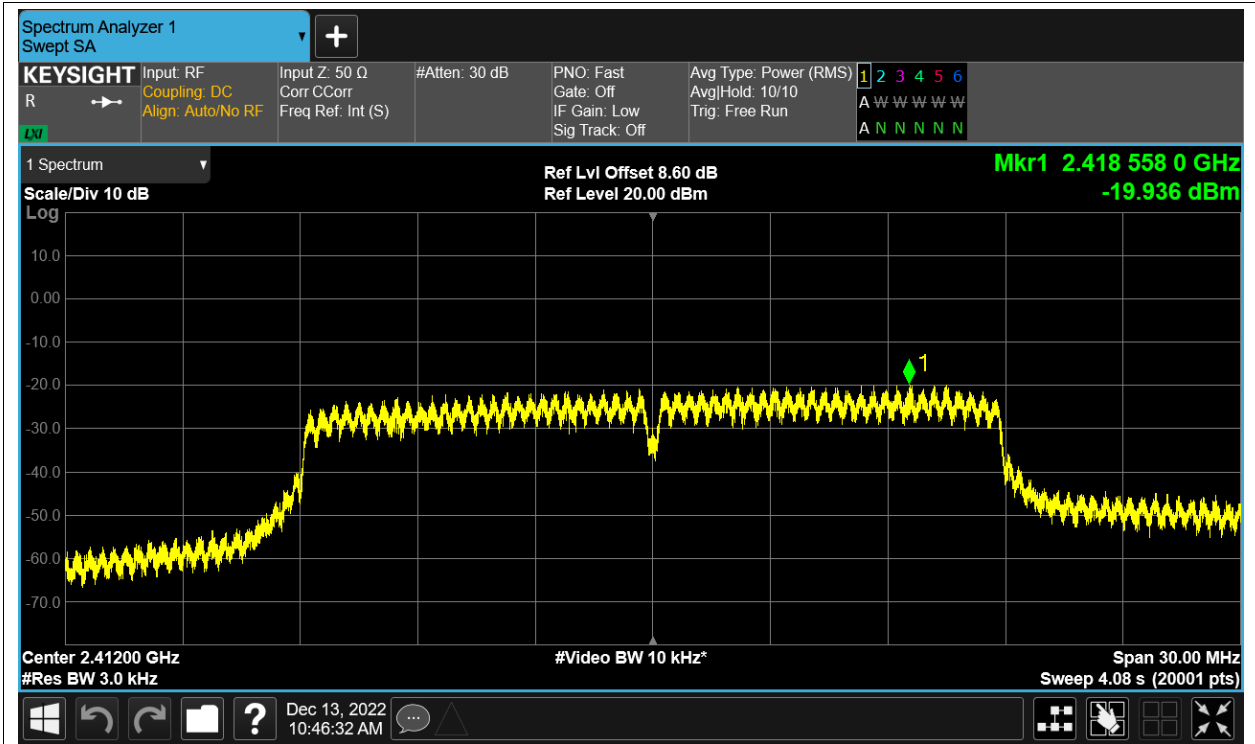 Spectrum Analyzer 1
Swept SA
KEYSIGHT
R
LXI
Input: RF
Coupling: DC
Align: Auto/No RF
Input Z: 50 Ω
Corr CCorr
Freq Ref: Int (S)
#Atten: 30 dB
PNO: Fast
Gate: Off
IF Gain: Low
Sig Track: Off
Avg Type: Power (RMS)
Avg|Hold: 10/10
Trig: Free Run
1 2 3 4 5 6
A W W W W W
A N N N N N
1 Spectrum
Scale/Div 10 dB
Log
Ref Lvl Offset 8.60 dB
Ref Level 20.00 dBm
Mkr1 2.418 558 0 GHz
-19.936 dBm
10.0
0.00
-10.0
-20.0
-30.0
-40.0
-50.0
-60.0
-70.0
1
Center 2.41200 GHz
#Res BW 3.0 kHz
#Video BW 10 kHz*
Span 30.00 MHz
Sweep 4.08 s (20001 pts)
?
Dec 13, 2022
10:46:32 AM